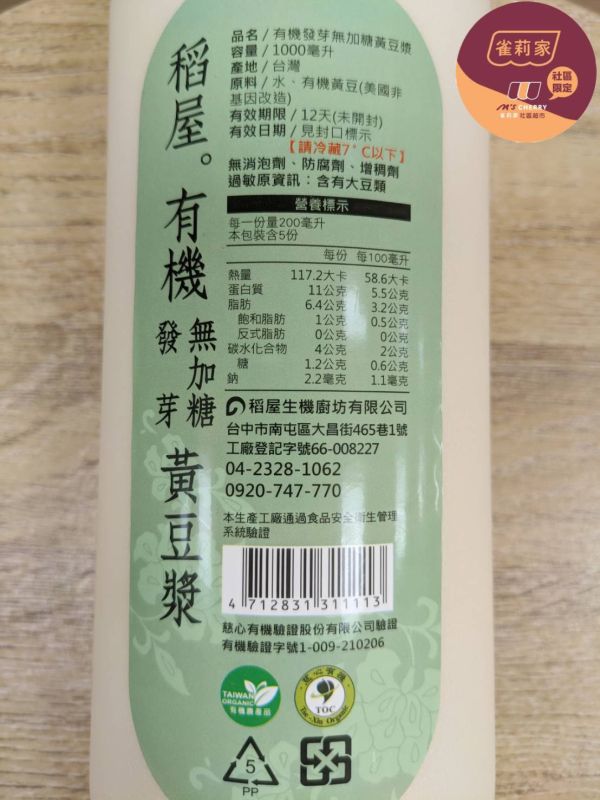 稻屋。有機
無加糖
發芽
黃豆漿
品名/有機發芽無加糖黃豆漿
容量/1000毫升
產地/台灣
原料/水、有機黃豆(美國非
基因改造)
有效期限/12天(未開封)
有效日期/見封口標示
【請冷藏7°C以下】
無消泡劑、防腐劑、增稠劑
過敏原資訊：含有大豆類
營養標示
每一份量200毫升
本包裝含5份
每份 每100毫升
熱量 117.2大卡 58.6大卡
蛋白質 11公克 5.5公克
脂肪 6.4公克 3.2公克
飽和脂肪 1公克 0.5公克
反式脂肪 0公克 0公克
碳水化合物 4公克 2公克
糖 1.2公克 0.6公克
鈉 2.2毫克 1.1毫克
稻屋生機廚坊有限公司
台中市南屯區大昌街465巷1號
工廠登記字號66-008227
04-2328-1062
0920-747-770
本生產工廠通過食品安全衛生管理
系統驗證
4 712831 311113
慈心有機驗證股份有限公司驗證
有機驗證字號1-009-210206
TAIWAN
ORGANIC
有機農產品
慈心有機
TOC
Tse-Xin Organic
5
PP
雀莉家
社區
限定
M's CHERRY
雀莉家 社區超市